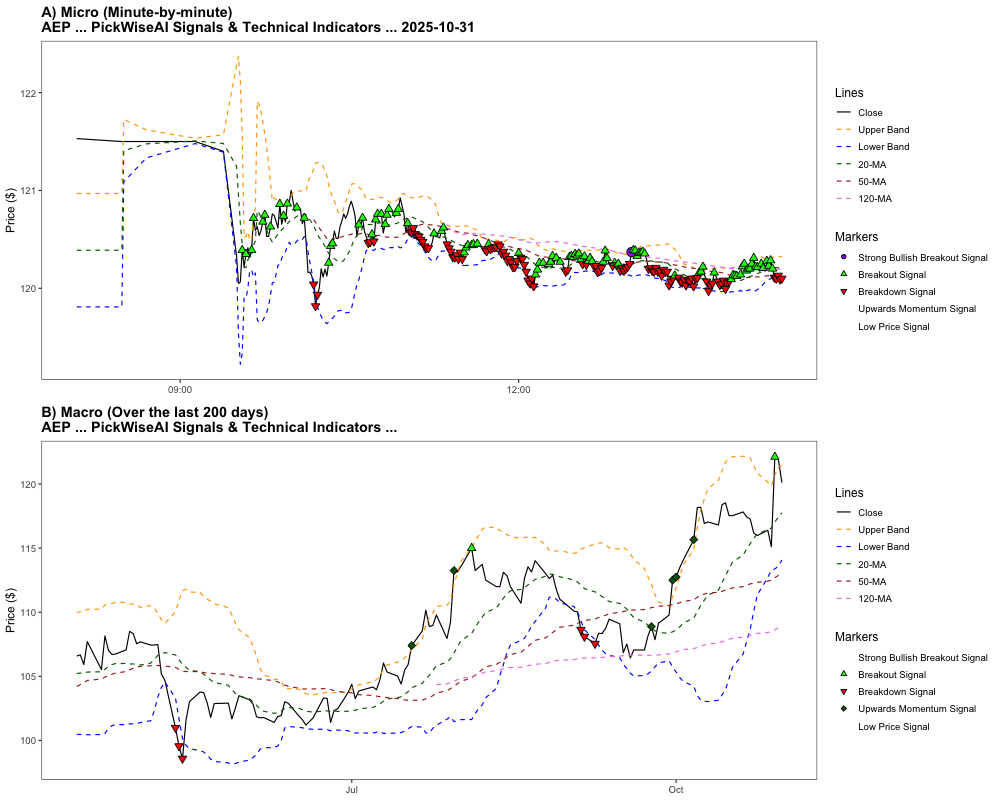 A) Micro (Minute-by-minute)
AEP ... PickWiseAI Signals & Technical Indicators ... 2025-10-31
Price ($)
122
121
120
09:00
12:00
Lines
Close
Upper Band
Lower Band
20-MA
50-MA
120-MA
Markers
Strong Bullish Breakout Signal
Breakout Signal
Breakdown Signal
Upwards Momentum Signal
Low Price Signal
B) Macro (Over the last 200 days)
AEP ... PickWiseAI Signals & Technical Indicators ...
Price ($)
120
115
110
105
100
Jul
Oct
Lines
Close
Upper Band
Lower Band
20-MA
50-MA
120-MA
Markers
Strong Bullish Breakout Signal
Breakout Signal
Breakdown Signal
Upwards Momentum Signal
Low Price Signal